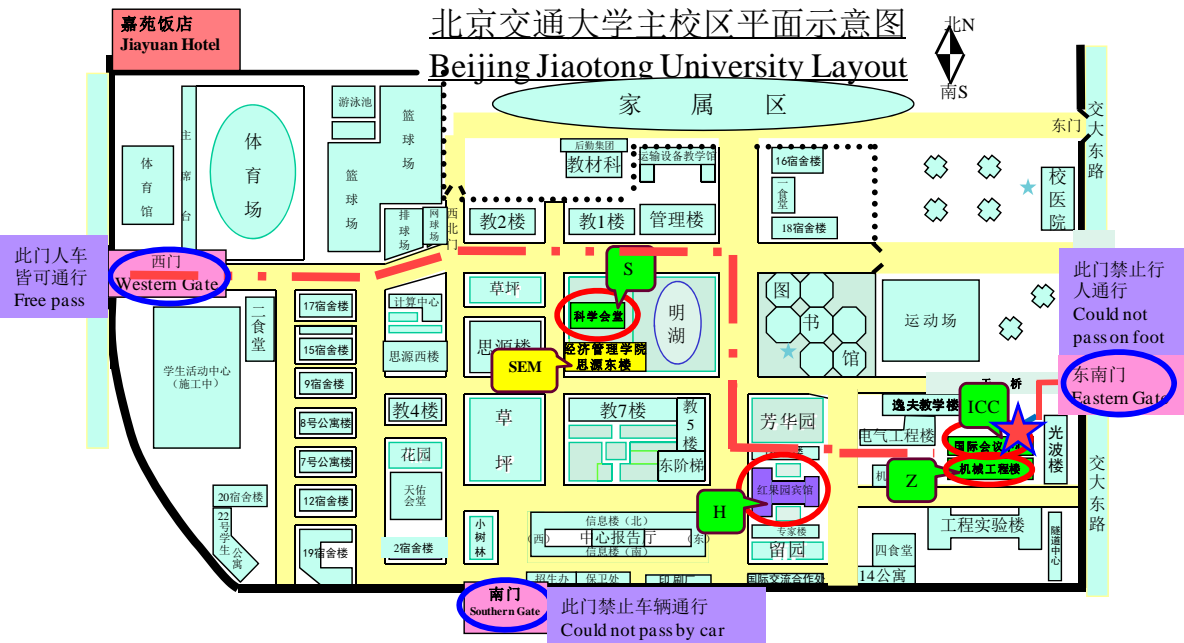 嘉苑饭店
Jiayuan Hotel
北京交通大学主校区平面示意图
Beijing Jiaotong University Layout
北N
南S
家 属 区
东门
交大东路
游泳池
篮球场
主席台
体育场
体育馆
篮球场
排球场
网球场
西北门
后勤集团
教材科
运输设备教学馆
16宿舍楼
一食堂
18宿舍楼
校医院
教2楼
教1楼
管理楼
此门人车
皆可通行
Free pass
西门
Western Gate
S
此门禁止行
人通行
Could not
pass on foot
17宿舍楼
计算中心
草坪
科学会堂
明湖
图书馆
运动场
二食堂
15宿舍楼
思源西楼
思源楼
经济管理学院
思源东楼
SEM
学生活动中心
(施工中)
9宿舍楼
天 桥
东南门
Eastern Gate
8号公寓楼
教4楼
草坪
教7楼
教5楼
芳华园
逸夫教学楼
ICC
电气工程楼
国际会议
光波楼
7号公寓楼
花园
东阶梯
机械工程楼
Z
机
12宿舍楼
天佑会堂
红果园宾馆
H
交大东路
20宿舍楼
22号学生公寓
小树林
信息楼(北)
(西)
中心报告厅
(东)
信息楼(南)
专家楼
工程实验楼
隧道中心
19宿舍楼
2宿舍楼
留园
四食堂
14公寓
招生办
保卫处
印刷厂
国际交流合作处
南门
Southern Gate
此门禁止车辆通行
Could not pass by car